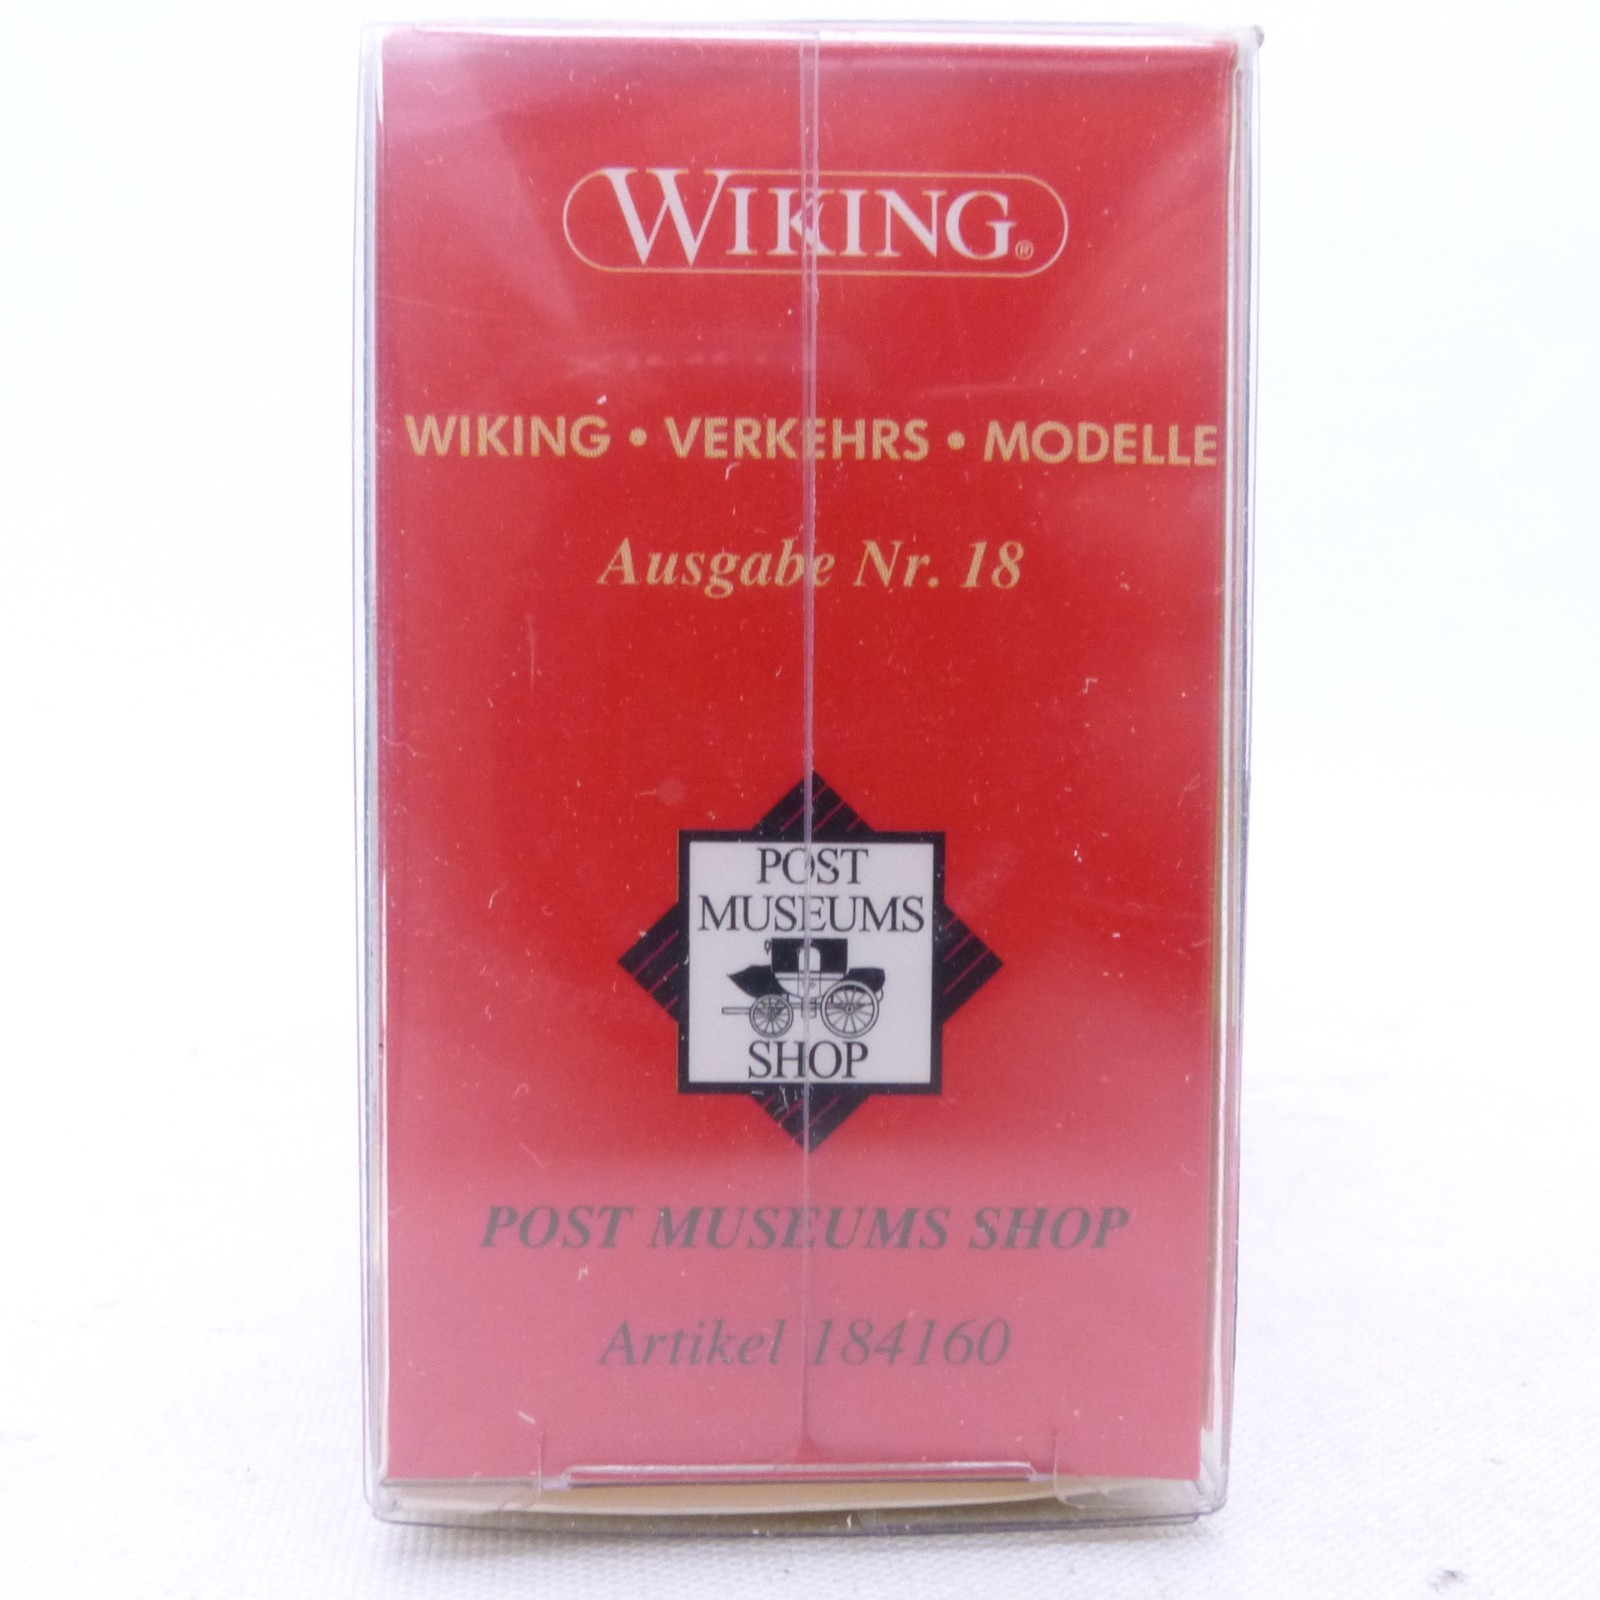 WIKING®
WIKING • VERKEHRS • MODELLE
Ausgabe Nr. 18
POST
MUSEUMS
SHOP
POST MUSEUMS SHOP
Artikel 184160